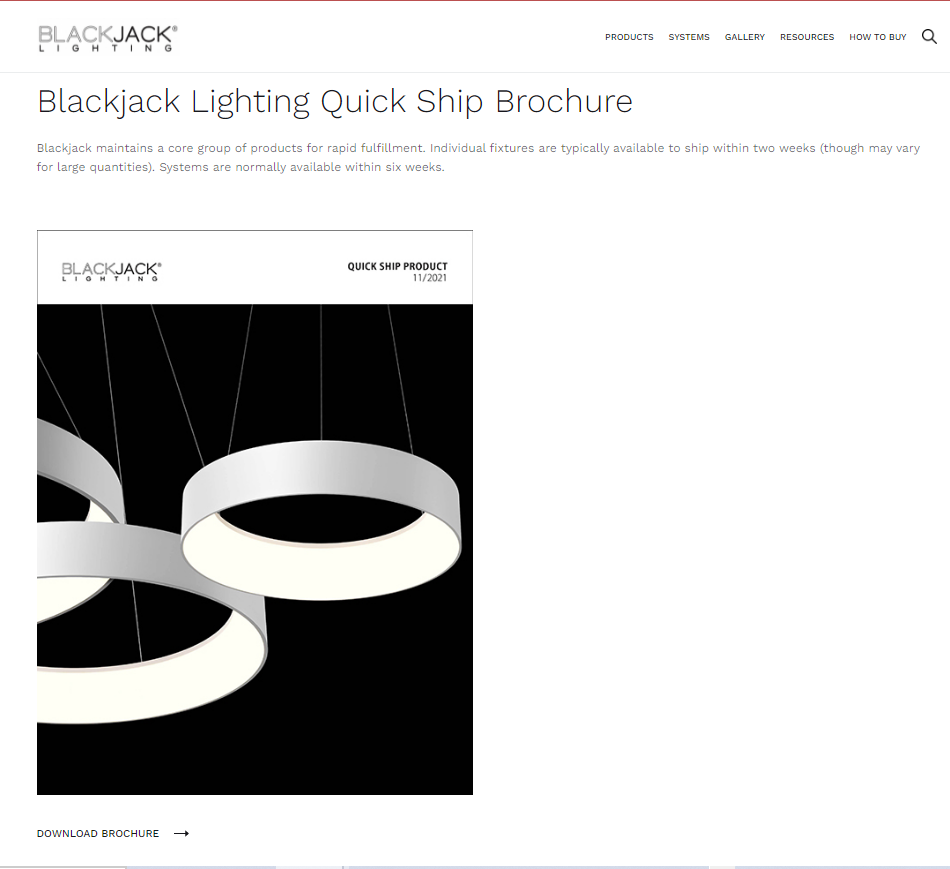 BLACKJACK®
LIGHTING
PRODUCTS SYSTEMS GALLERY RESOURCES HOW TO BUY
Blackjack Lighting Quick Ship Brochure
Blackjack maintains a core group of products for rapid fulfillment. Individual fixtures are typically available to ship within two weeks (though may vary
for large quantities). Systems are normally available within six weeks.
BLACKJACK®
LIGHTING
QUICK SHIP PRODUCT
11/2021
DOWNLOAD BROCHURE